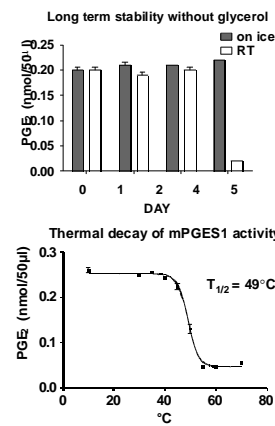 Long term stability without glycerol
on ice
RT
PGE₂ (nmol/50µl)
0.25
0.20
0.15
0.10
0.05
0.00
0 1 2 4 5
DAY
Thermal decay of mPGES1 activity
PGE₂ (nmol/50µl)
T1/2 = 49°C
0.3
0.2
0.1
0.0
0 20 40 60 80
°C